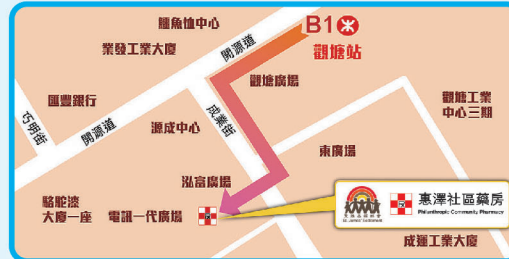 鱷魚恤中心
B1
觀塘站
開源道
業發工業大廈
觀塘廣場
匯豐銀行
觀塘工業
中心三期
巧明街
開源道
源成中心
成業街
東廣場
泓富廣場
駱駝漆
大廈一座
電訊一代廣場
St. James' Settlement
惠澤社區藥房
Philanthropic Community Pharmacy
成運工業大廈